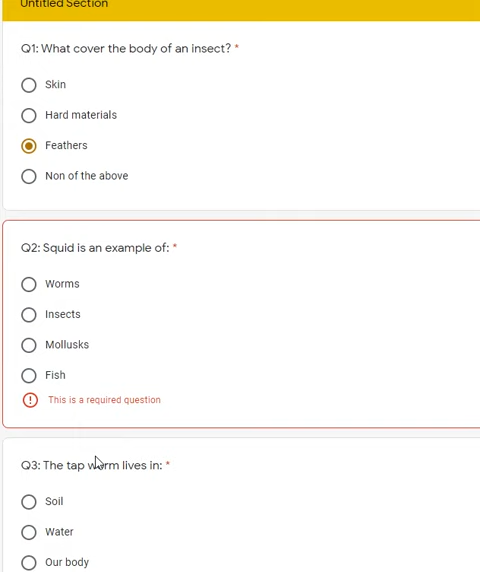 Untitled Section
Q1: What cover the body of an insect? *
Skin
Hard materials
Feathers
Non of the above
Q2: Squid is an example of: *
Worms
Insects
Mollusks
Fish
This is a required question
Q3: The tap worm lives in: *
Soil
Water
Our body